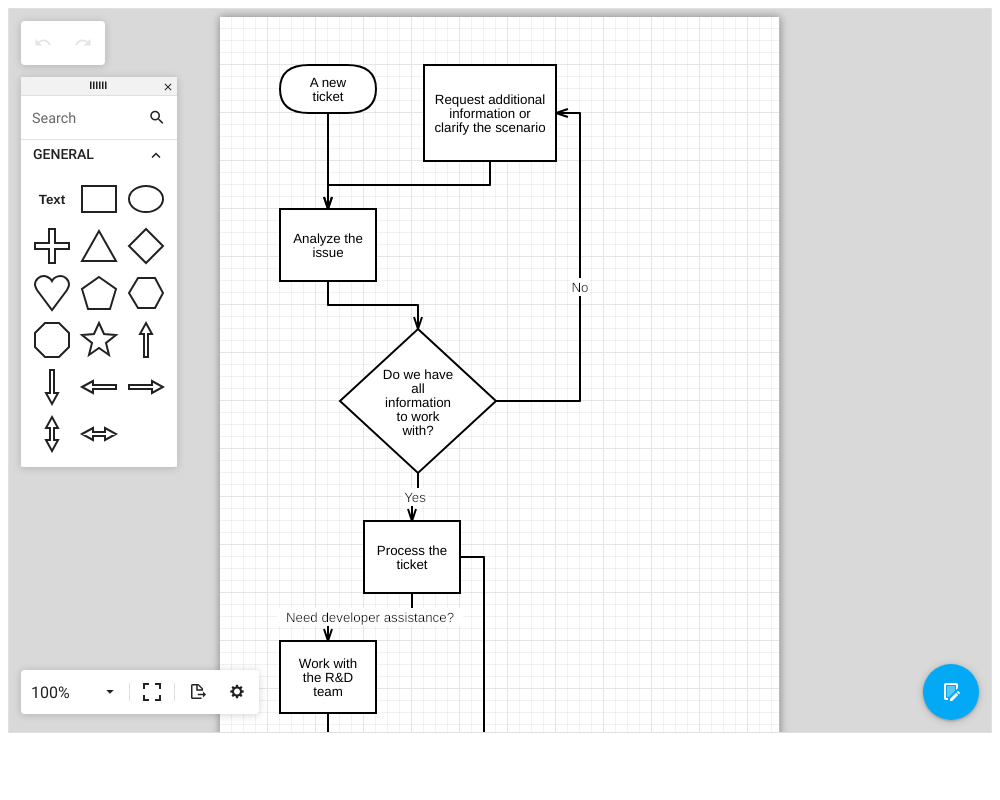 A new
ticket
Request additional
information or
clarify the scenario
Search
GENERAL
Text
Analyze the
issue
No
Do we have
all
information
to work
with?
Yes
Process the
ticket
Need developer assistance?
Work with
the R&D
team
100%